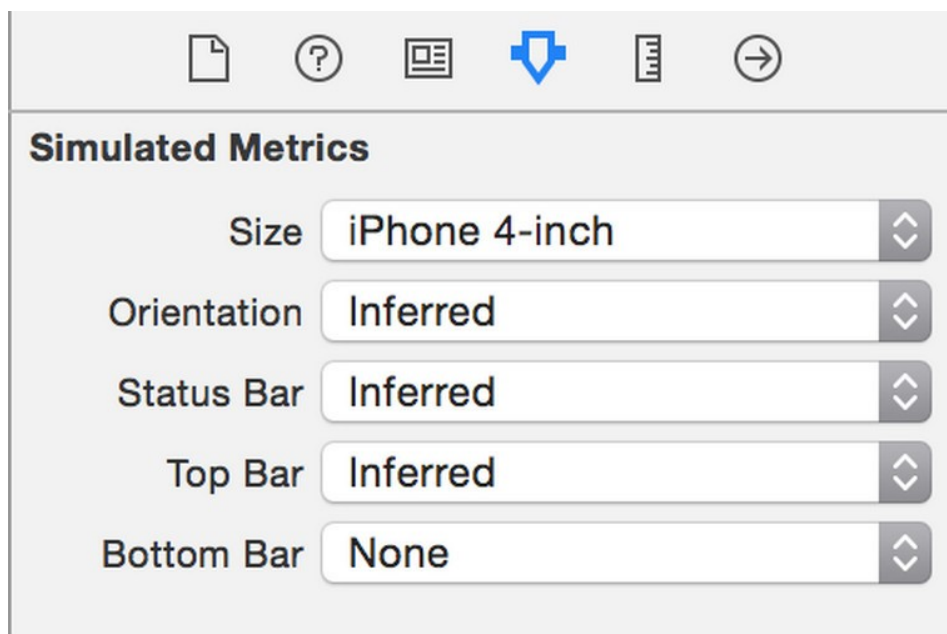 Simulated Metrics
Size iPhone 4-inch
Orientation Inferred
Status Bar Inferred
Top Bar Inferred
Bottom Bar None